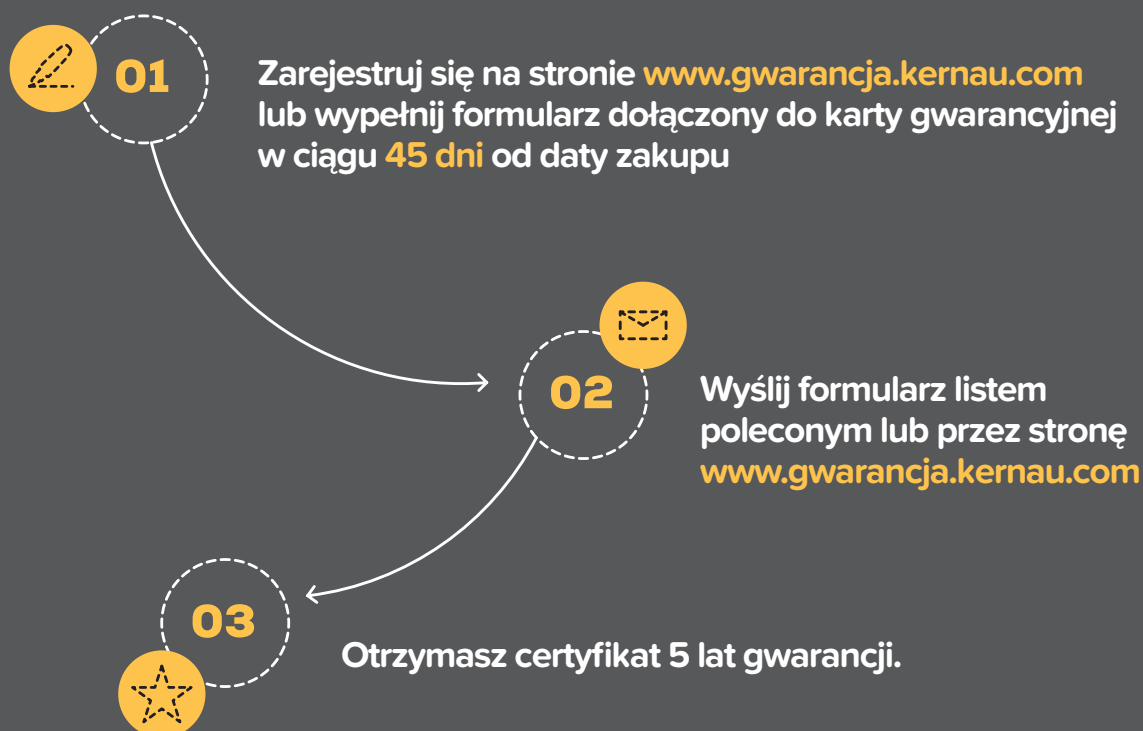 01
Zarejestruj się na stronie www.gwarancja.kernau.com
lub wypełnij formularz dołączony do karty gwarancyjnej
w ciągu 45 dni od daty zakupu
02
Wyślij formularz listem
poleconym lub przez stronę
www.gwarancja.kernau.com
03
Otrzymasz certyfikat 5 lat gwarancji.